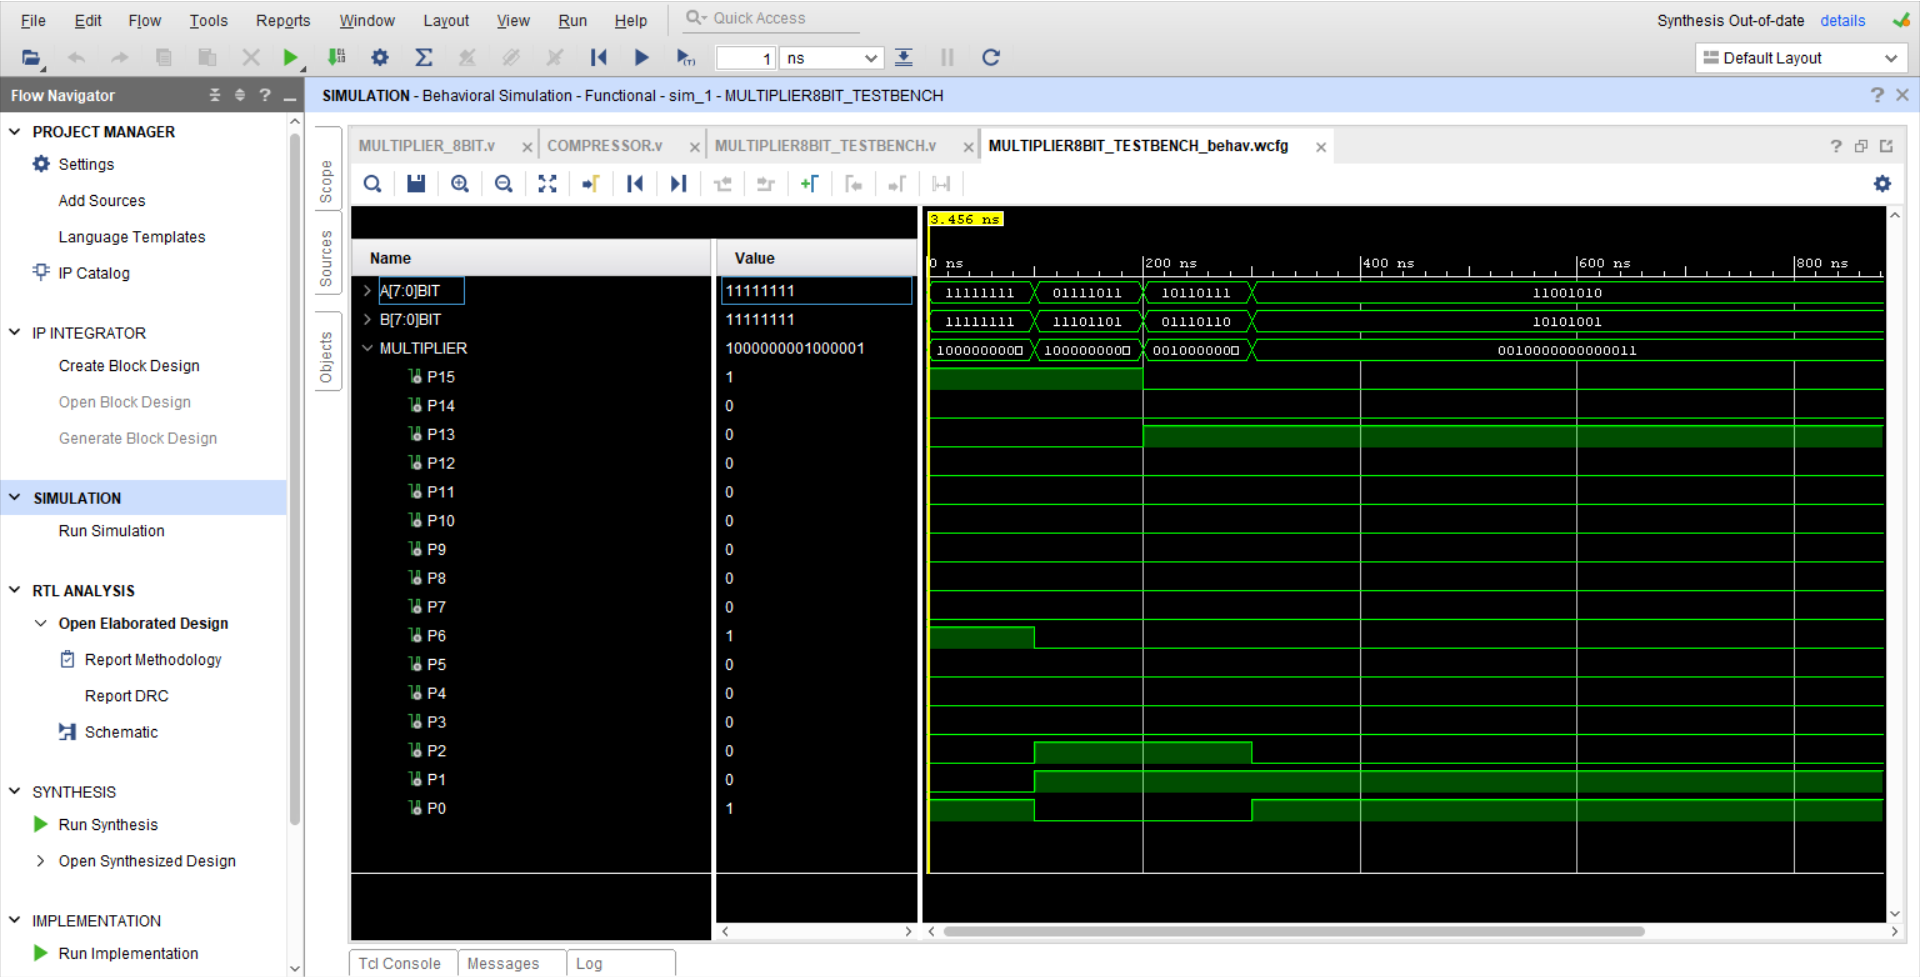 File Edit Flow Tools Reports Window Layout View Run Help Quick Access Synthesis Out-of-date details
1 ns Default Layout
Flow Navigator
SIMULATION - Behavioral Simulation - Functional - sim_1 - MULTIPLIER8BIT_TESTBENCH
PROJECT MANAGER
Settings
Add Sources
Language Templates
IP Catalog
IP INTEGRATOR
Create Block Design
Open Block Design
Generate Block Design
SIMULATION
Run Simulation
RTL ANALYSIS
Open Elaborated Design
Report Methodology
Report DRC
Schematic
SYNTHESIS
Run Synthesis
Open Synthesized Design
IMPLEMENTATION
Run Implementation
Scope
Sources
Objects
MULTIPLIER_8BIT.v COMPRESSOR.v MULTIPLIER8BIT_TESTBENCH.v MULTIPLIER8BIT_TESTBENCH_behav.wcfg
3.456 ns
Name Value
0 ns 200 ns 400 ns 600 ns 800 ns
A[7:0]BIT 11111111 11111111 01111011 10110111 11001010
B[7:0]BIT 11111111 11111111 11101101 01110110 10101001
MULTIPLIER 1000000001000001 100000000 100000000 001000000 0010000000000011
P15 1
P14 0
P13 0
P12 0
P11 0
P10 0
P9 0
P8 0
P7 0
P6 1
P5 0
P4 0
P3 0
P2 0
P1 0
P0 1
Tcl Console Messages Log